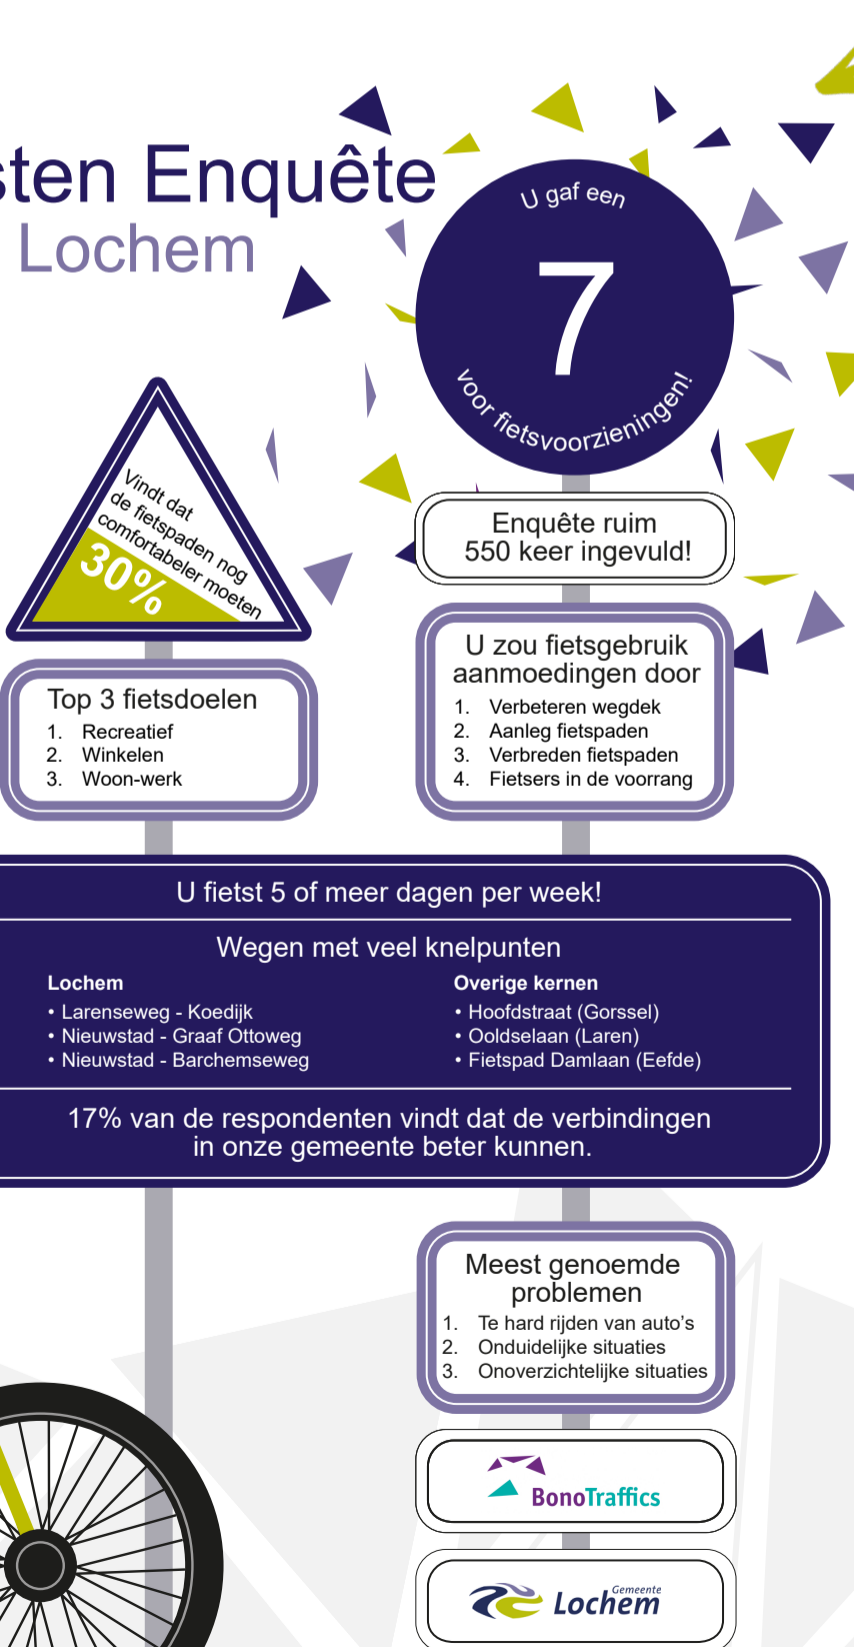 sten Enquête
Lochem
U gaf een
7
voor fietsvoorzieningen!
Vindt dat
de fietspaden nog
comfortabeler moeten
30%
Enquête ruim
550 keer ingevuld!
Top 3 fietsdoelen
1. Recreatief
2. Winkelen
3. Woon-werk
U zou fietsgebruik
aanmoedingen door
1. Verbeteren wegdek
2. Aanleg fietspaden
3. Verbreden fietspaden
4. Fietsers in de voorrang
U fietst 5 of meer dagen per week!
Wegen met veel knelpunten
Lochem
• Larenseweg - Koedijk
• Nieuwstad - Graaf Ottoweg
• Nieuwstad - Barchemseweg
Overige kernen
• Hoofdstraat (Gorssel)
• Ooldselaan (Laren)
• Fietspad Damlaan (Eefde)
17% van de respondenten vindt dat de verbindingen
in onze gemeente beter kunnen.
Meest genoemde
problemen
1. Te hard rijden van auto’s
2. Onduidelijke situaties
3. Onoverzichtelijke situaties
BonoTraffics
Gemeente
Lochem